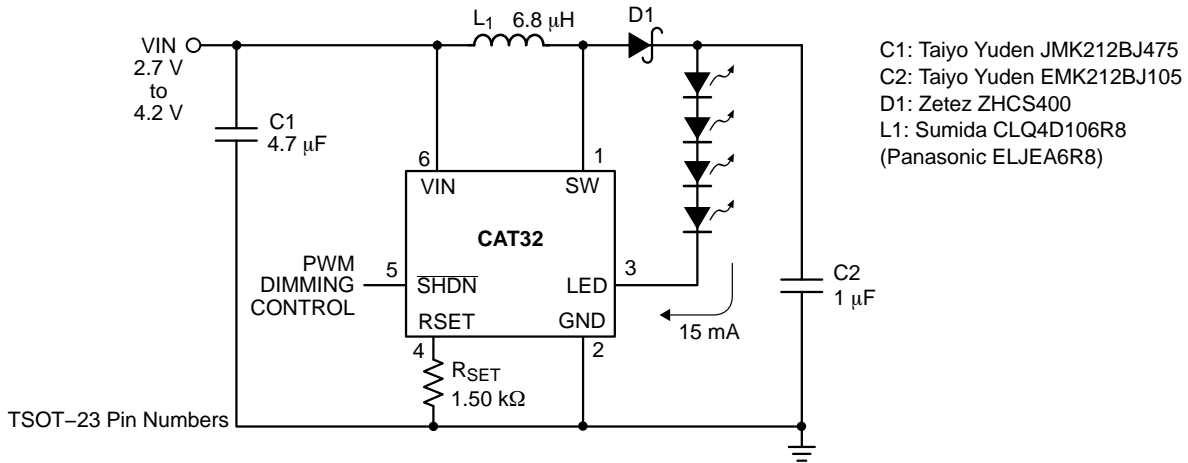 L1 6.8 μH
D1
VIN
2.7 V
to
4.2 V
C1
4.7 μF
C1: Taiyo Yuden JMK212BJ475
C2: Taiyo Yuden EMK212BJ105
D1: Zetez ZHCS400
L1: Sumida CLQ4D106R8
(Panasonic ELJEA6R8)
6
1
VIN
SW
CAT32
PWM
DIMMING
CONTROL
5
SHDN
LED
3
RSET
GND
4
2
15 mA
C2
1 μF
RSET
1.50 kΩ
TSOT−23 Pin Numbers